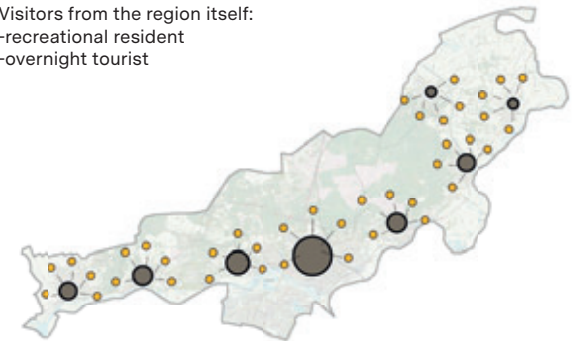 Visitors from the region itself:
-recreational resident
-overnight tourist